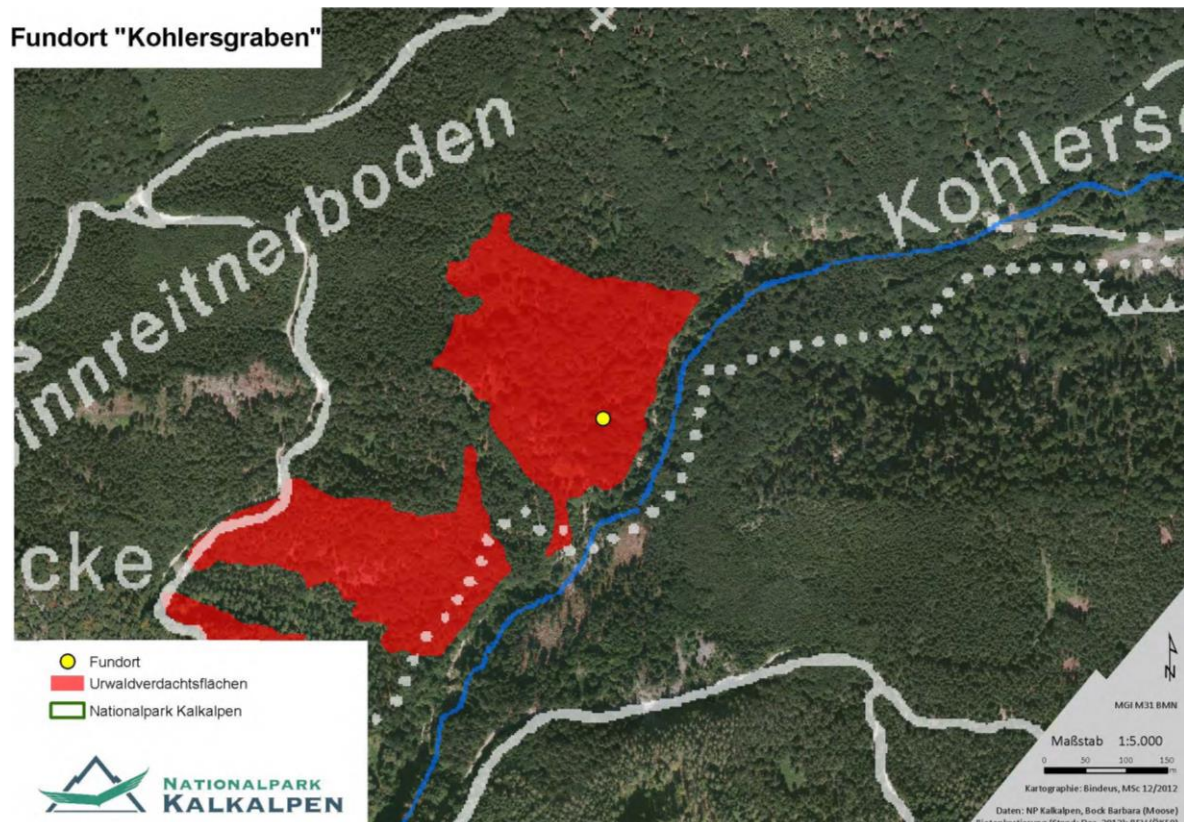 Fundort "Kohlersgraben"
Kohlers
innreitnerboden
cke
Fundort
Urwaldverdachtsflächen
Nationalpark Kalkalpen
NATIONALPARK
KALKALPEN
N
MGI M31 BMN
Maßstab 1:5.000
0 50 100 150
m
Kartographie: Bindeus, MSc 12/2012
Daten: NP Kalkalpen, Bock Barbara (Moose)